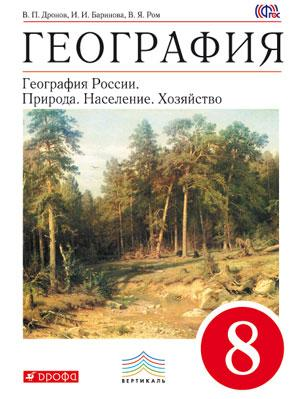 В. П. Дронов, И. И. Баринова, В. Я. Ром
ФГОС
ГЕОГРАФИЯ
География России.
Природа. Население. Хозяйство
8
ДРОФА
ВЕРТИКАЛЬ